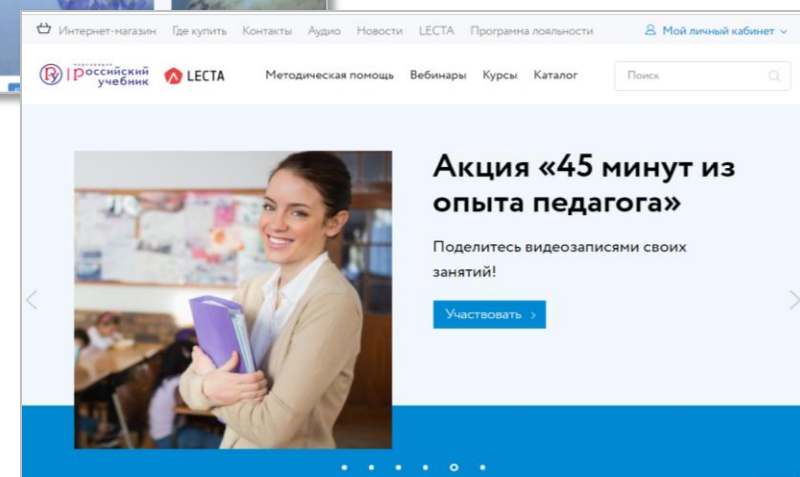 Интернет-магазин Где купить Контакты Аудио Новости LECTA Программа лояльности Мой личный кабинет
корпорация
Российский учебник LECTA Методическая помощь Вебинары Курсы Каталог Поиск
Акция «45 минут из
опыта педагога»
Поделитесь видеозаписями своих
занятий!
Участвовать